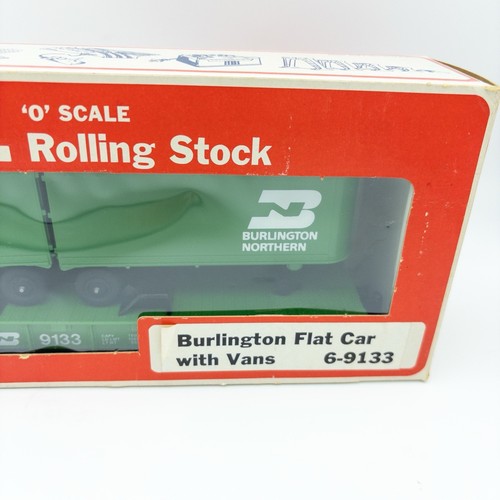 'O' SCALE
Rolling Stock
BURLINGTON
NORTHERN
9133
Burlington Flat Car
with Vans 6-9133